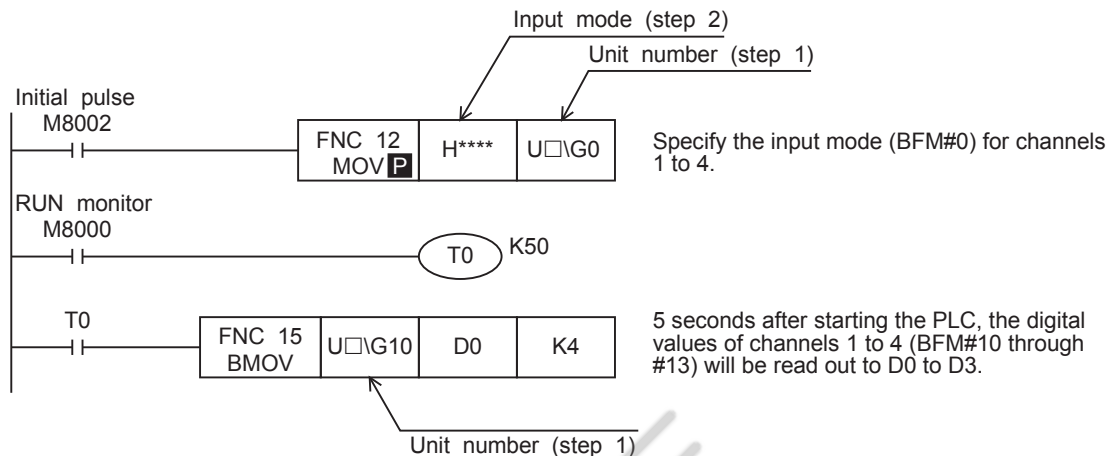 Input mode (step 2)
Unit number (step 1)
Initial pulse
M8002
FNC 12
MOV P
H****
U□\G0
Specify the input mode (BFM#0) for channels
1 to 4.
RUN monitor
M8000
T0
K50
T0
FNC 15
BMOV
U□\G10
D0
K4
5 seconds after starting the PLC, the digital
values of channels 1 to 4 (BFM#10 through
#13) will be read out to D0 to D3.
Unit number (step 1)